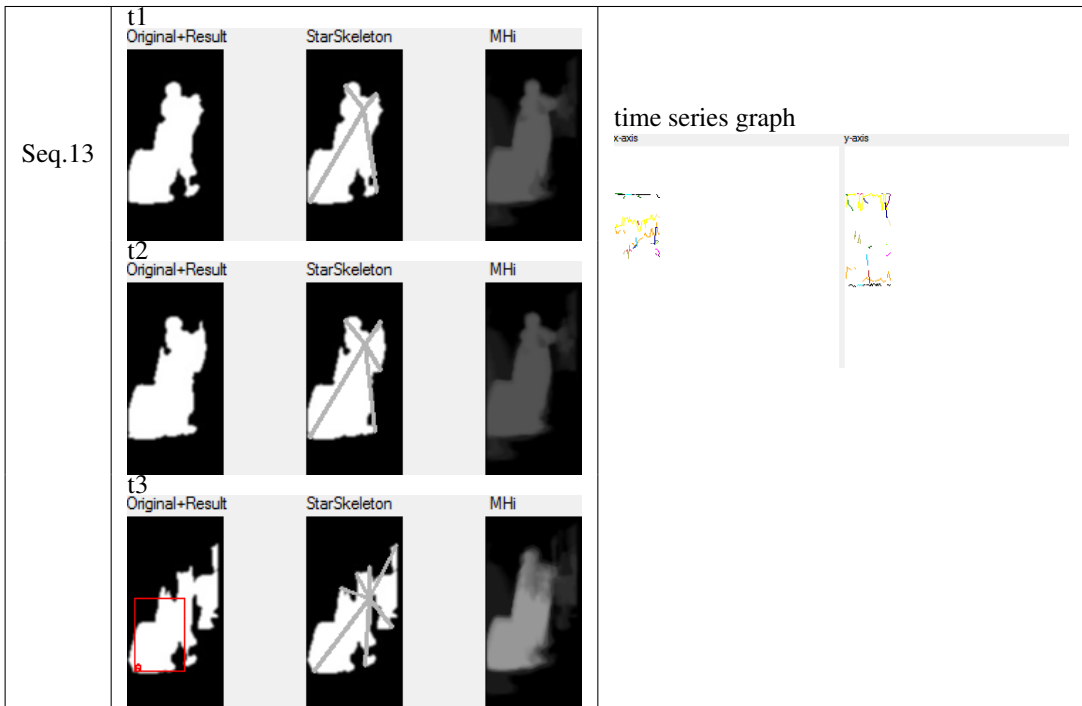 Seq.13
t1
Original+Result StarSkeleton MHi
t2
Original+Result StarSkeleton MHi
t3
Original+Result StarSkeleton MHi
time series graph
x-axis y-axis